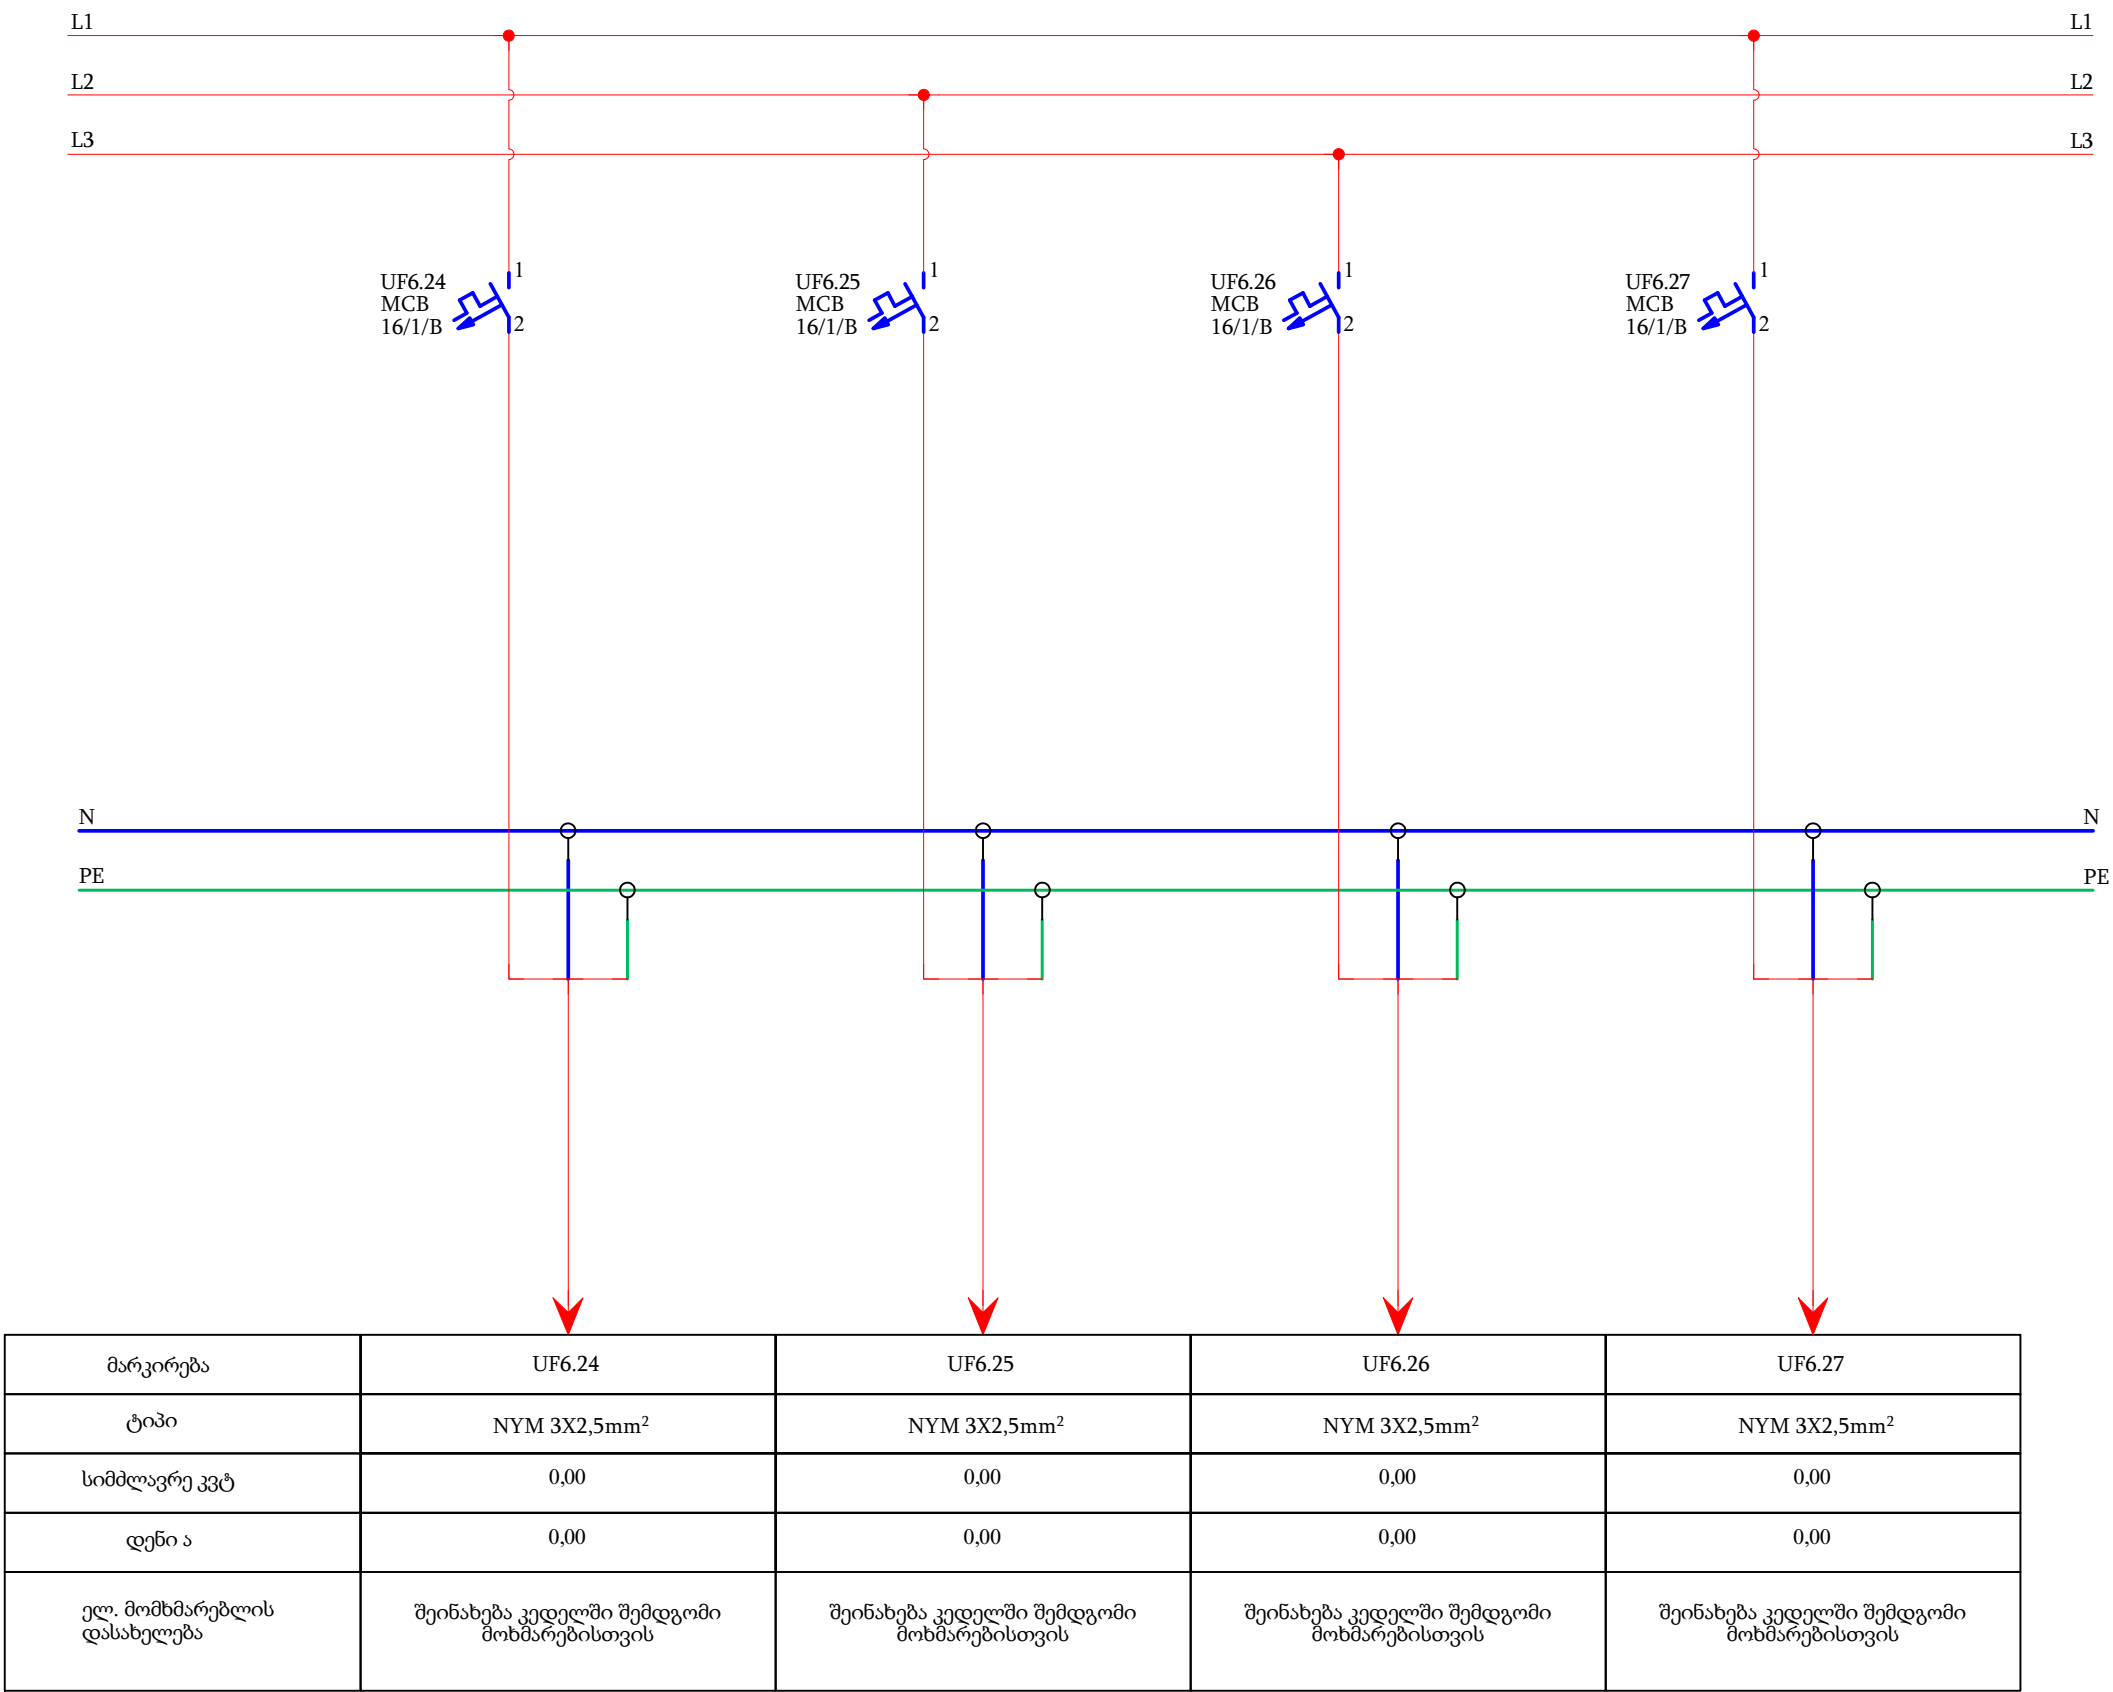 L1 L1
L2 L2
L3 L3
1 1 1 1
UF6.24 UF6.25 UF6.26 UF6.27
MCB MCB MCB MCB
16/1/B 16/1/B 16/1/B 16/1/B
2 2 2 2
N N
PE PE
მარკირება UF6.24 UF6.25 UF6.26 UF6.27
ტიპი NYM 3X2,5mm² NYM 3X2,5mm² NYM 3X2,5mm² NYM 3X2,5mm²
სიმძლავრე კვტ 0,00 0,00 0,00 0,00
დენი ა 0,00 0,00 0,00 0,00
ელ. მომხმარებლის შეინახება კედელში შემდგომი შეინახება კედელში შემდგომი შეინახება კედელში შემდგომი შეინახება კედელში შემდგომი
დასახელება მოხმარებისთვის მოხმარებისთვის მოხმარებისთვის მოხმარებისთვის